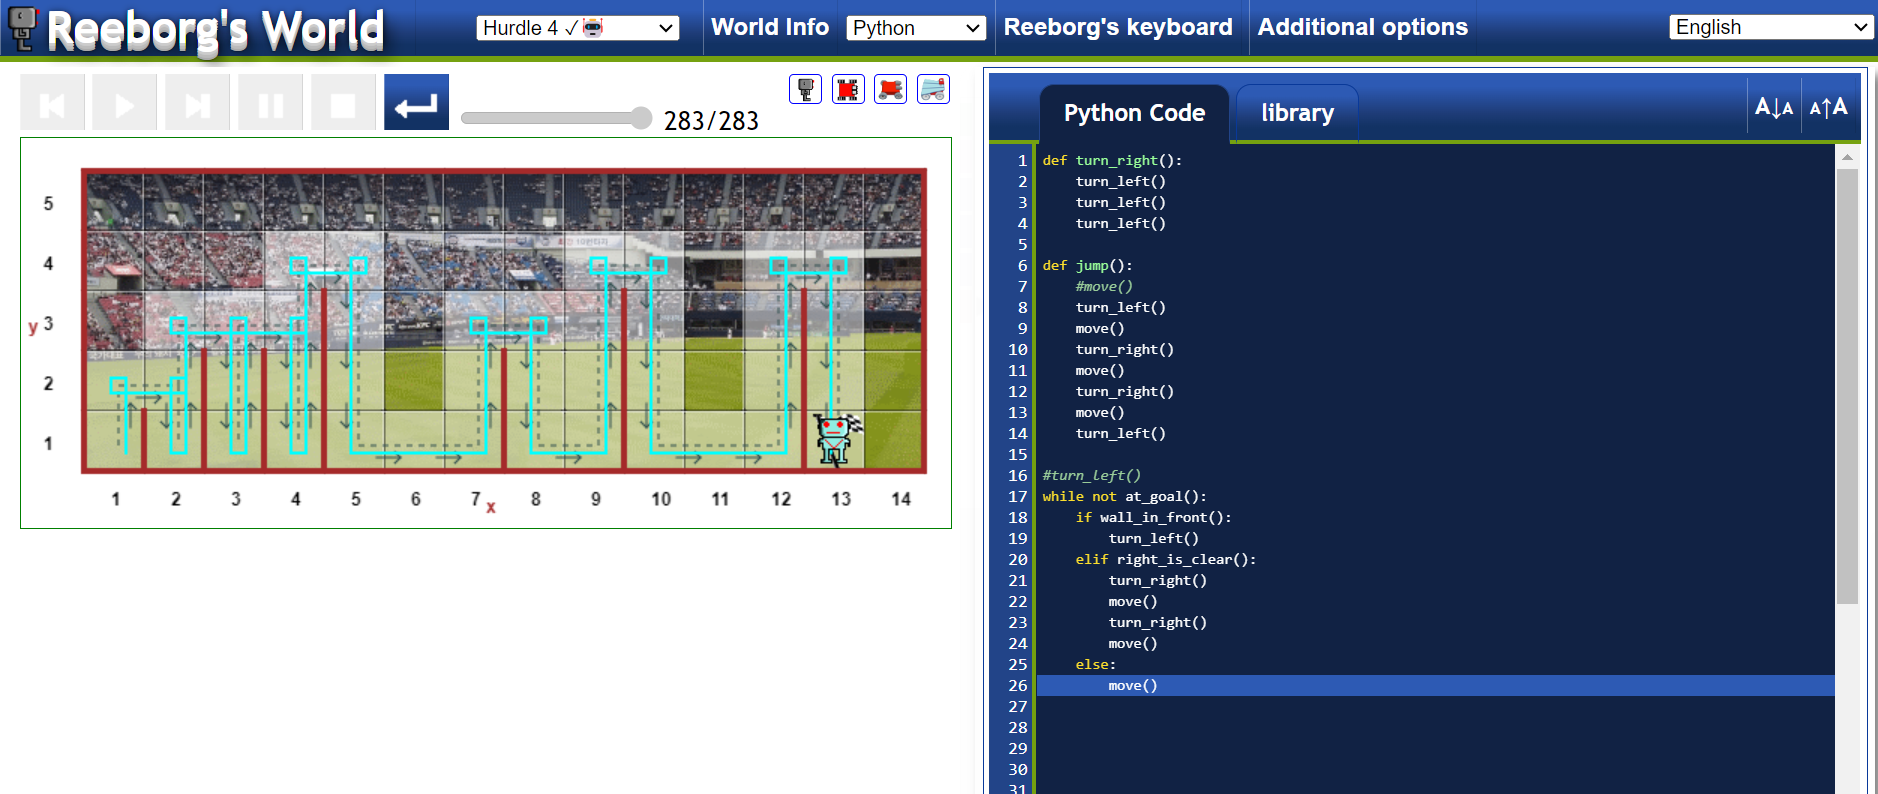 Reeborg's World
Hurdle 4 ✓
World Info
Python
Reeborg's keyboard
Additional options
English
283/283
Python Code
library
A↓A
A↑A
5
4
3
2
1
y
1 2 3 4 5 6 7 8 9 10 11 12 13 14
x
1 def turn_right():
2 turn_left()
3 turn_left()
4 turn_left()
5
6 def jump():
7 #move()
8 turn_left()
9 move()
10 turn_right()
11 move()
12 turn_right()
13 move()
14 turn_left()
15
16 #turn_left()
17 while not at_goal():
18 if wall_in_front():
19 turn_left()
20 elif right_is_clear():
21 turn_right()
22 move()
23 turn_right()
24 move()
25 else:
26 move()
27
28
29
30
31